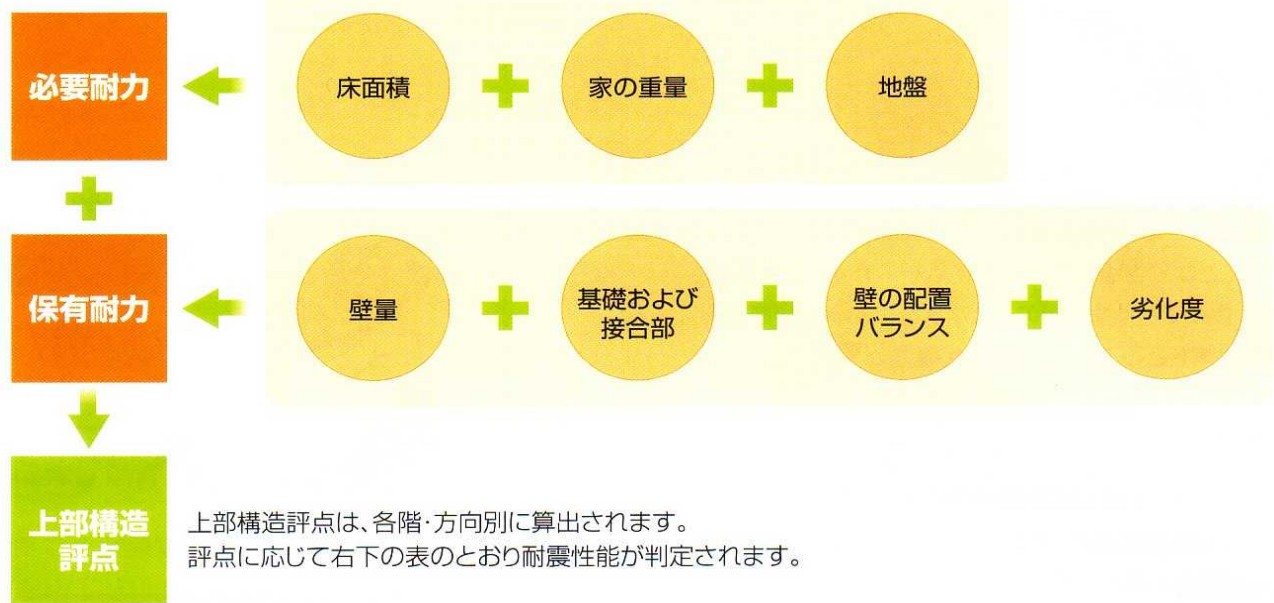 必要耐力
床面積
家の重量
地盤
保有耐力
壁量
基礎および
接合部
壁の配置
バランス
劣化度
上部構造
評点
上部構造評点は、各階・方向別に算出されます。
評点に応じて右下の表のとおり耐震性能が判定されます。